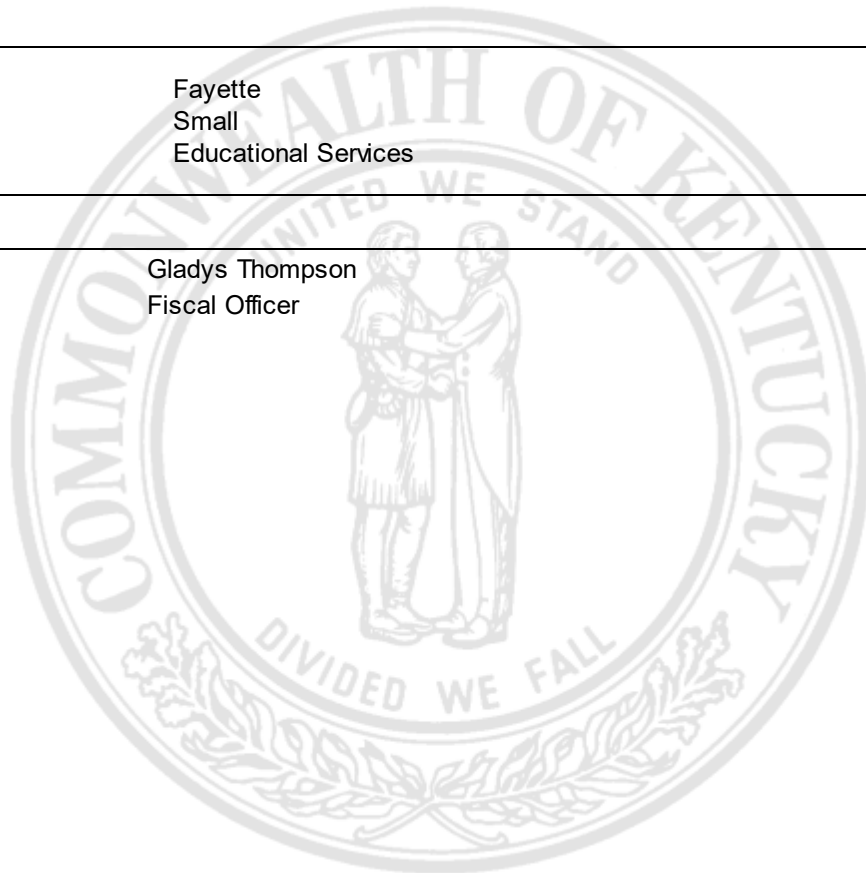 Fayette
Small
Educational Services
Gladys Thompson
Fiscal Officer
COMMONWEALTH OF KENTUCKY
UNITED WE STAND
DIVIDED WE FALL